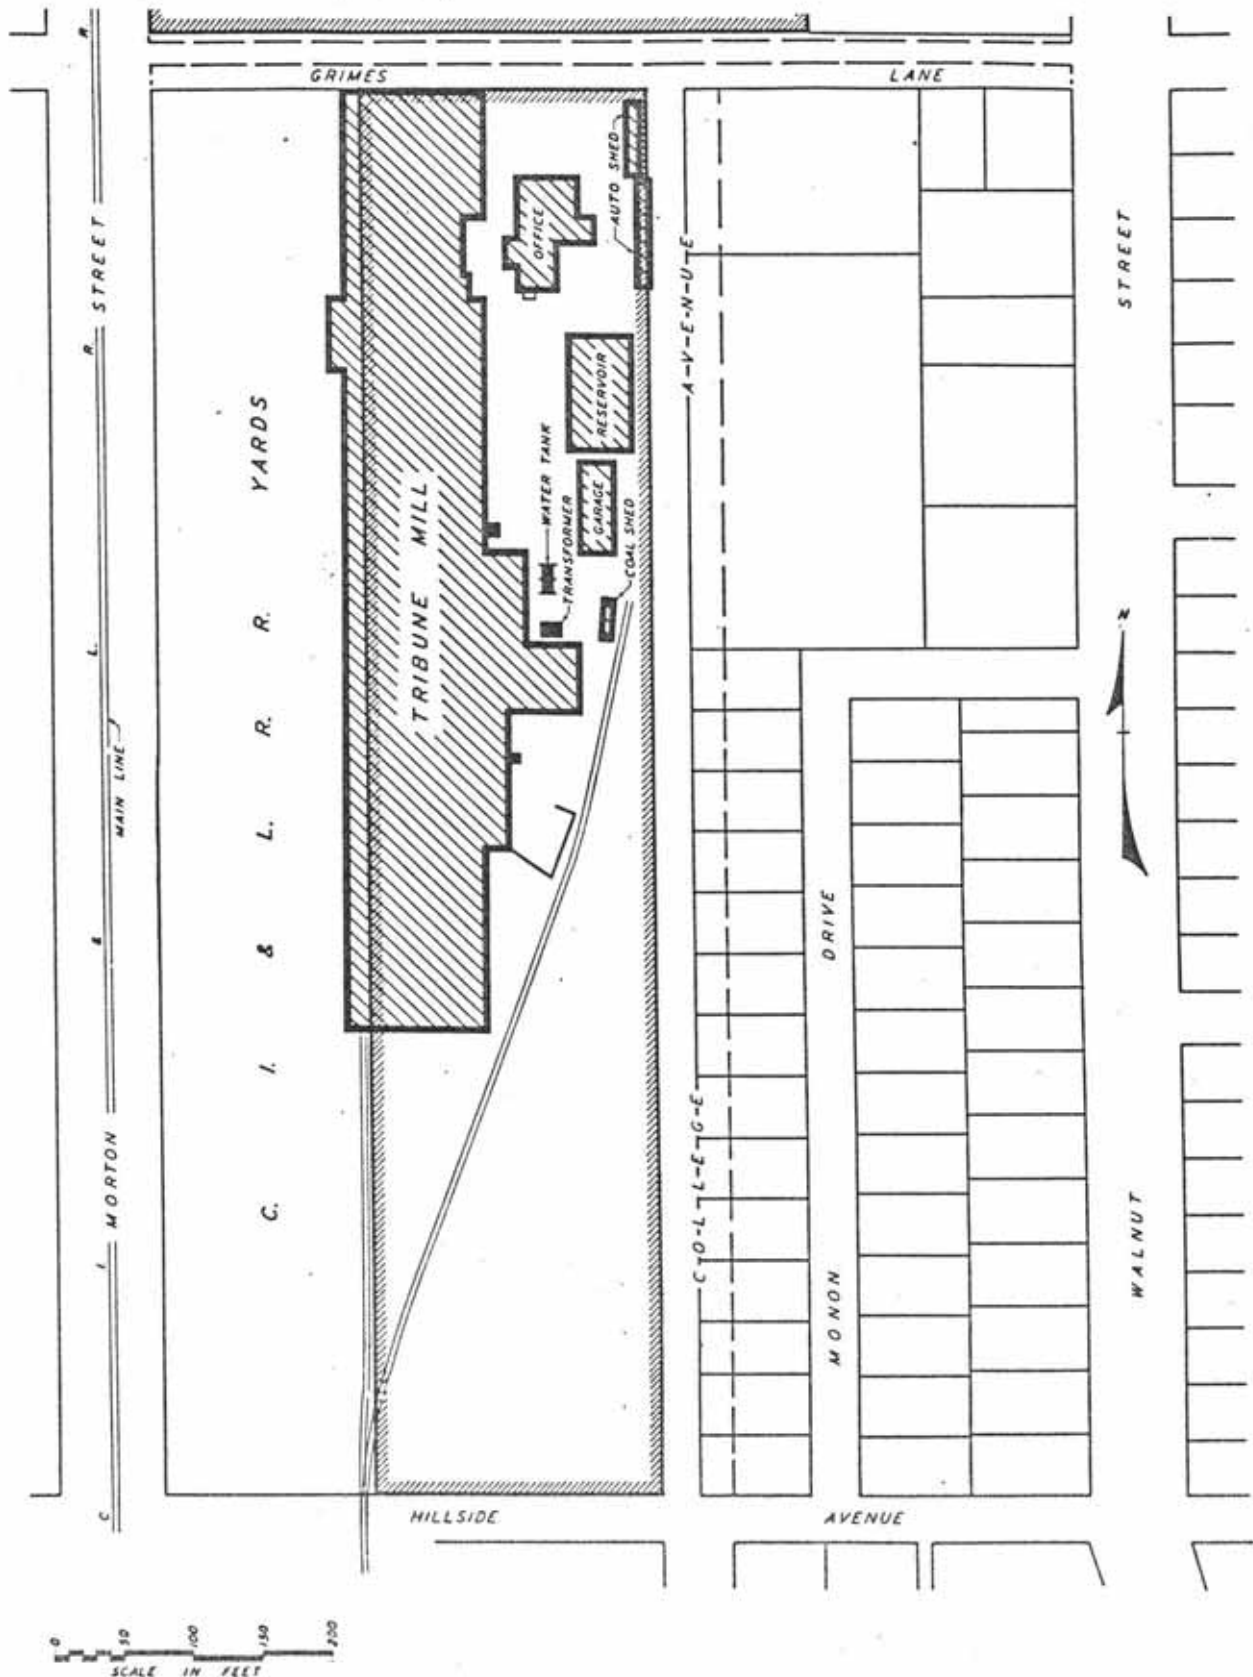 GRIMES LANE
C. I. & L. R. R.
MAIN LINE
MORTON STREET
C. I. & L. R. R. YARDS
TRIBUNE MILL
OFFICE
AUTO SHED
RESERVOIR
GARAGE
WATER TANK
TRANSFORMER
COAL SHED
C-O-L-L-E-G-E A-V-E-N-U-E
MONON DRIVE
WALNUT STREET
N
HILLSIDE AVENUE
0 50 100 150 200
SCALE IN FEET